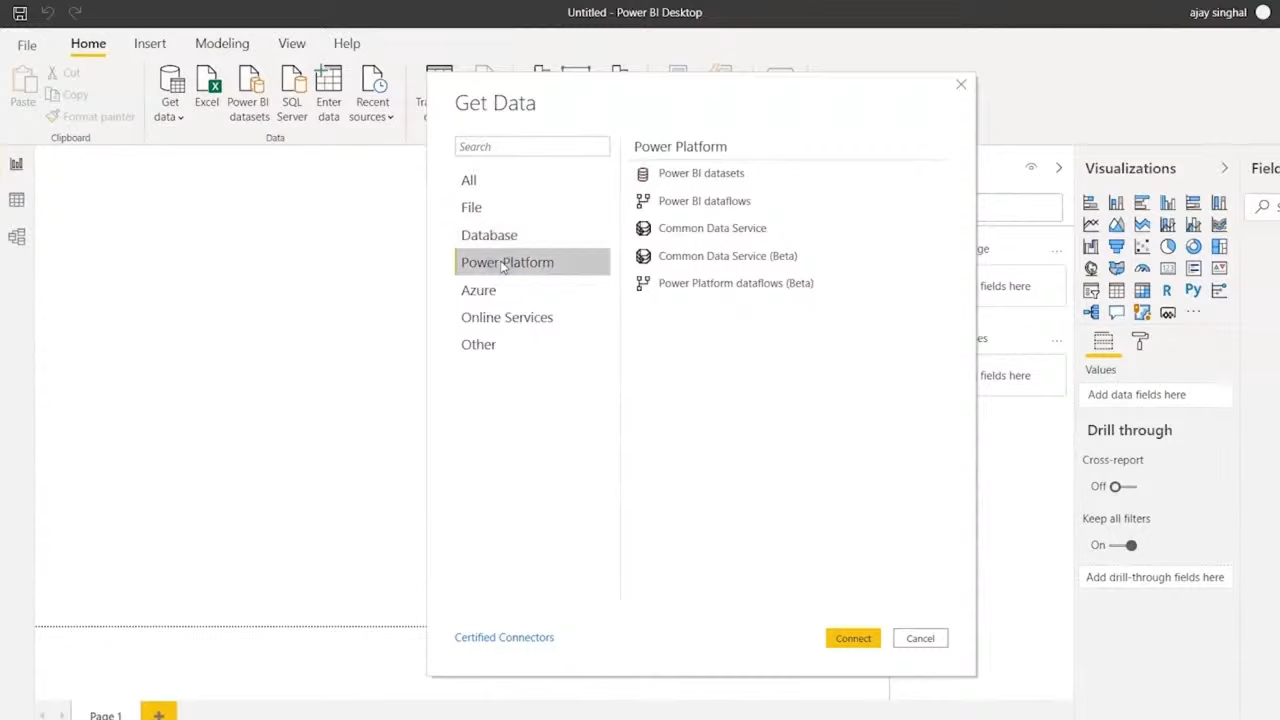 Untitled - Power BI Desktop
ajay singhal
File Home Insert Modeling View Help
Paste
Cut
Copy
Format painter
Clipboard
Get data
Excel
Power BI datasets
SQL Server
Enter data
Recent sources
Data
Get Data
Search
All
File
Database
Power Platform
Azure
Online Services
Other
Power Platform
Power BI datasets
Power BI dataflows
Common Data Service
Common Data Service (Beta)
Power Platform dataflows (Beta)
Certified Connectors
Connect
Cancel
fields here
fields here
Visualizations
R
Py
Values
Add data fields here
Drill through
Cross-report
Off
Keep all filters
On
Add drill-through fields here
Page 1